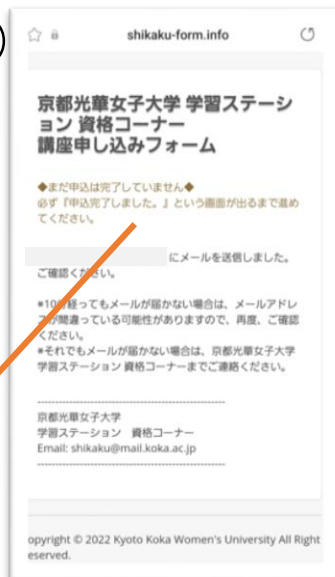 shikaku-form.info
京都光華女子大学 学習ステーシ
ョン 資格コーナー
講座申し込みフォーム
◆まだ申込は完了していません◆
必ず『申込完了しました。』という画面が出るまで進め
てください。
にメールを送信しました。
ご確認ください。
*10分経ってもメールが届かない場合は、メールアドレ
スが間違っている可能性がありますので、再度、ご確認
ください。
*それでもメールが届かない場合は、京都光華女子大学
学習ステーション 資格コーナーまでご連絡ください。
--------------------------------------------------
京都光華女子大学
学習ステーション 資格コーナー
Email: shikaku@mail.koka.ac.jp
--------------------------------------------------
opyright © 2022 Kyoto Koka Women's University All Right
eserved.